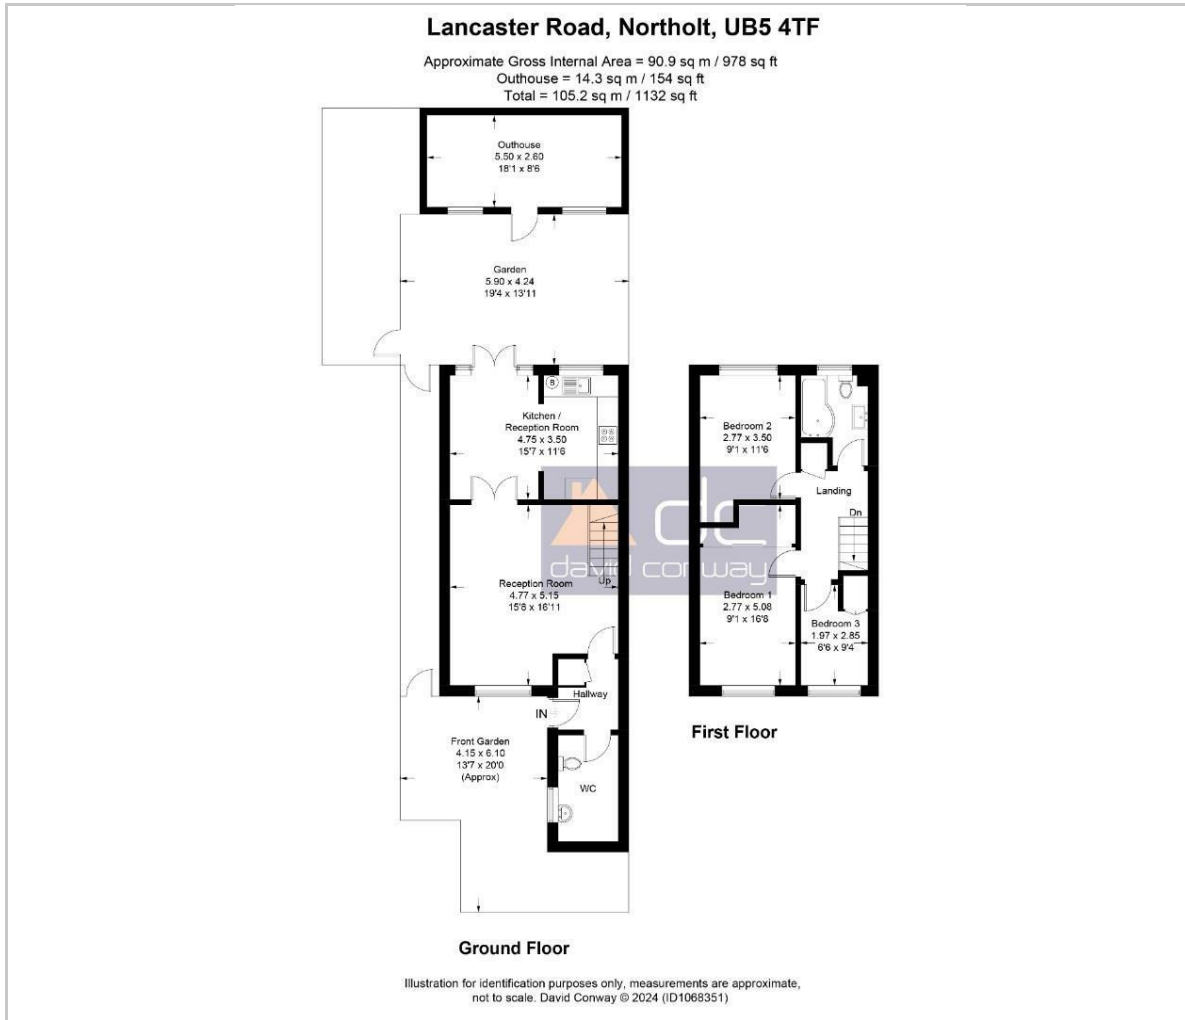 Lancaster Road, Northolt, UB5 4TF
Approximate Gross Internal Area = 90.9 sq m / 978 sq ft
Outhouse = 14.3 sq m / 154 sq ft
Total = 105.2 sq m / 1132 sq ft
Outhouse
5.50 x 2.60
18'1 x 8'6
Garden
5.90 x 4.24
19'4 x 13'11
B
Kitchen /
Reception Room
4.75 x 3.50
15'7 x 11'6
Reception Room
4.77 x 5.15
15'8 x 16'11
Up
Hallway
IN
Front Garden
4.15 x 6.10
13'7 x 20'0
(Approx)
WC
Ground Floor
Bedroom 2
2.77 x 3.50
9'1 x 11'6
Landing
Dn
Bedroom 1
2.77 x 5.08
9'1 x 16'8
Bedroom 3
1.97 x 2.85
6'6 x 9'4
First Floor
dc
david conway
Illustration for identification purposes only, measurements are approximate,
not to scale. David Conway © 2024 (ID1068351)